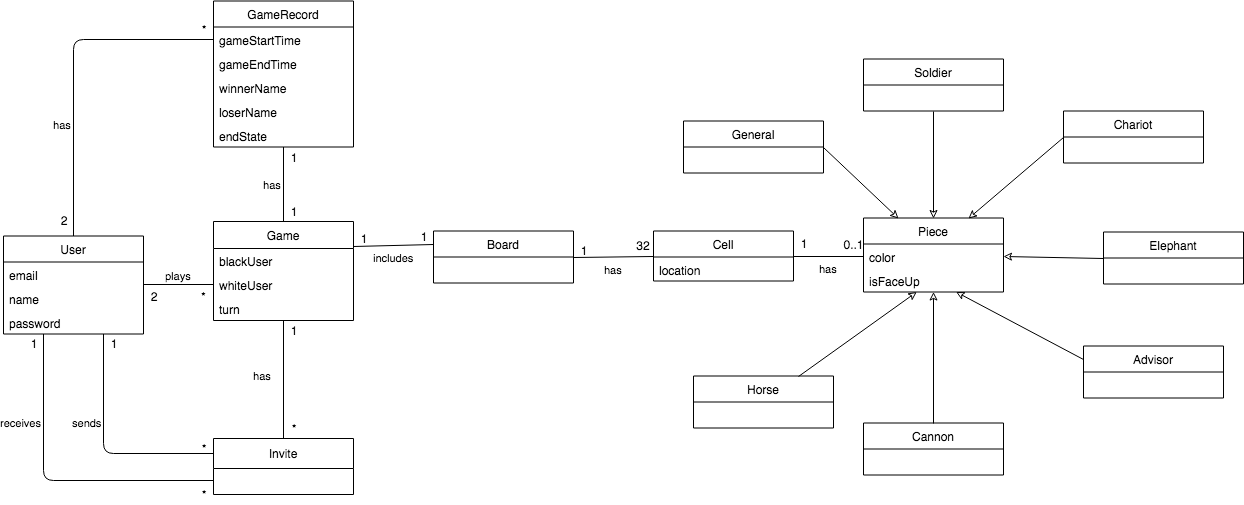 GameRecord
gameStartTime
gameEndTime
winnerName
loserName
endState
*
has
2
1
has
1
User
email
name
password
plays
2
*
Game
blackUser
whiteUser
turn
1
1
includes
Board
1
32
has
Cell
location
1
0..1
has
Piece
color
isFaceUp
Soldier
General
Chariot
Elephant
Advisor
Horse
Cannon
1
has
*
1
1
receives
sends
*
*
Invite